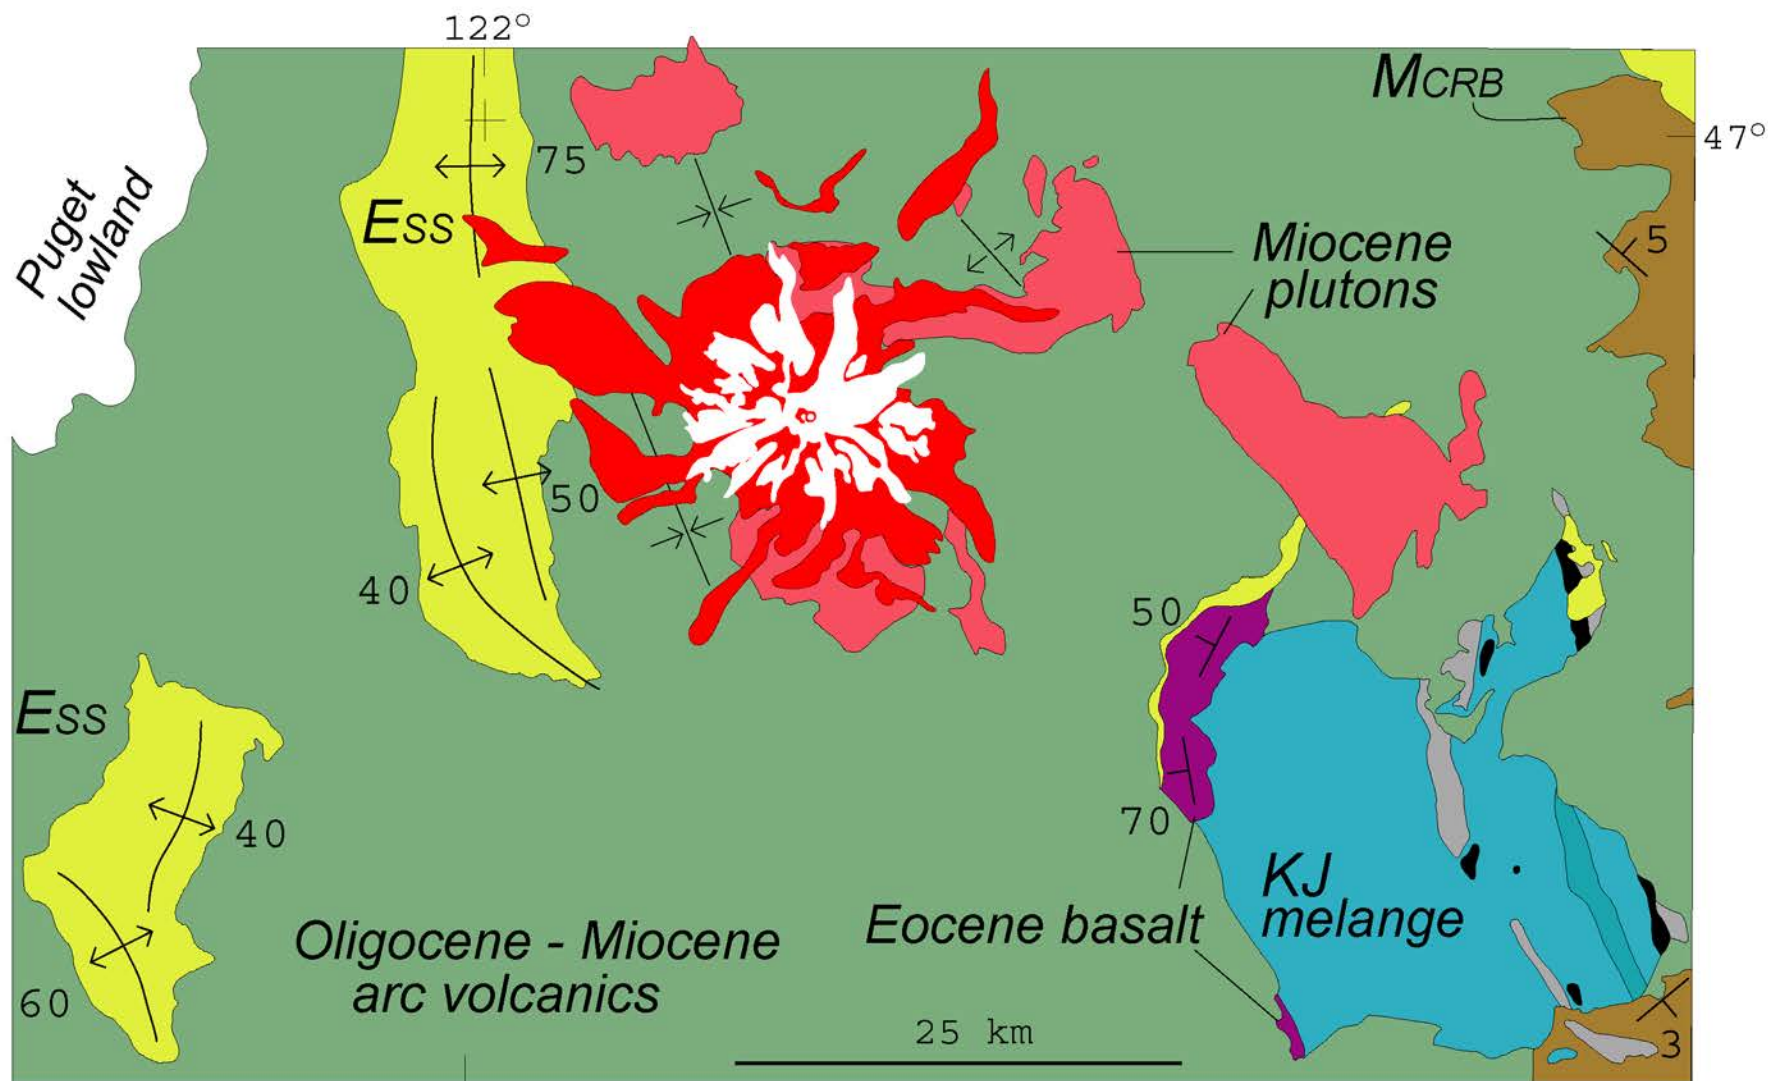 122°
MCRB
47°
Puget
lowland
75
ESS
5
Miocene
plutons
50
40
50
ESS
70
40
KJ
melange
Eocene basalt
Oligocene - Miocene
arc volcanics
60
25 km
3